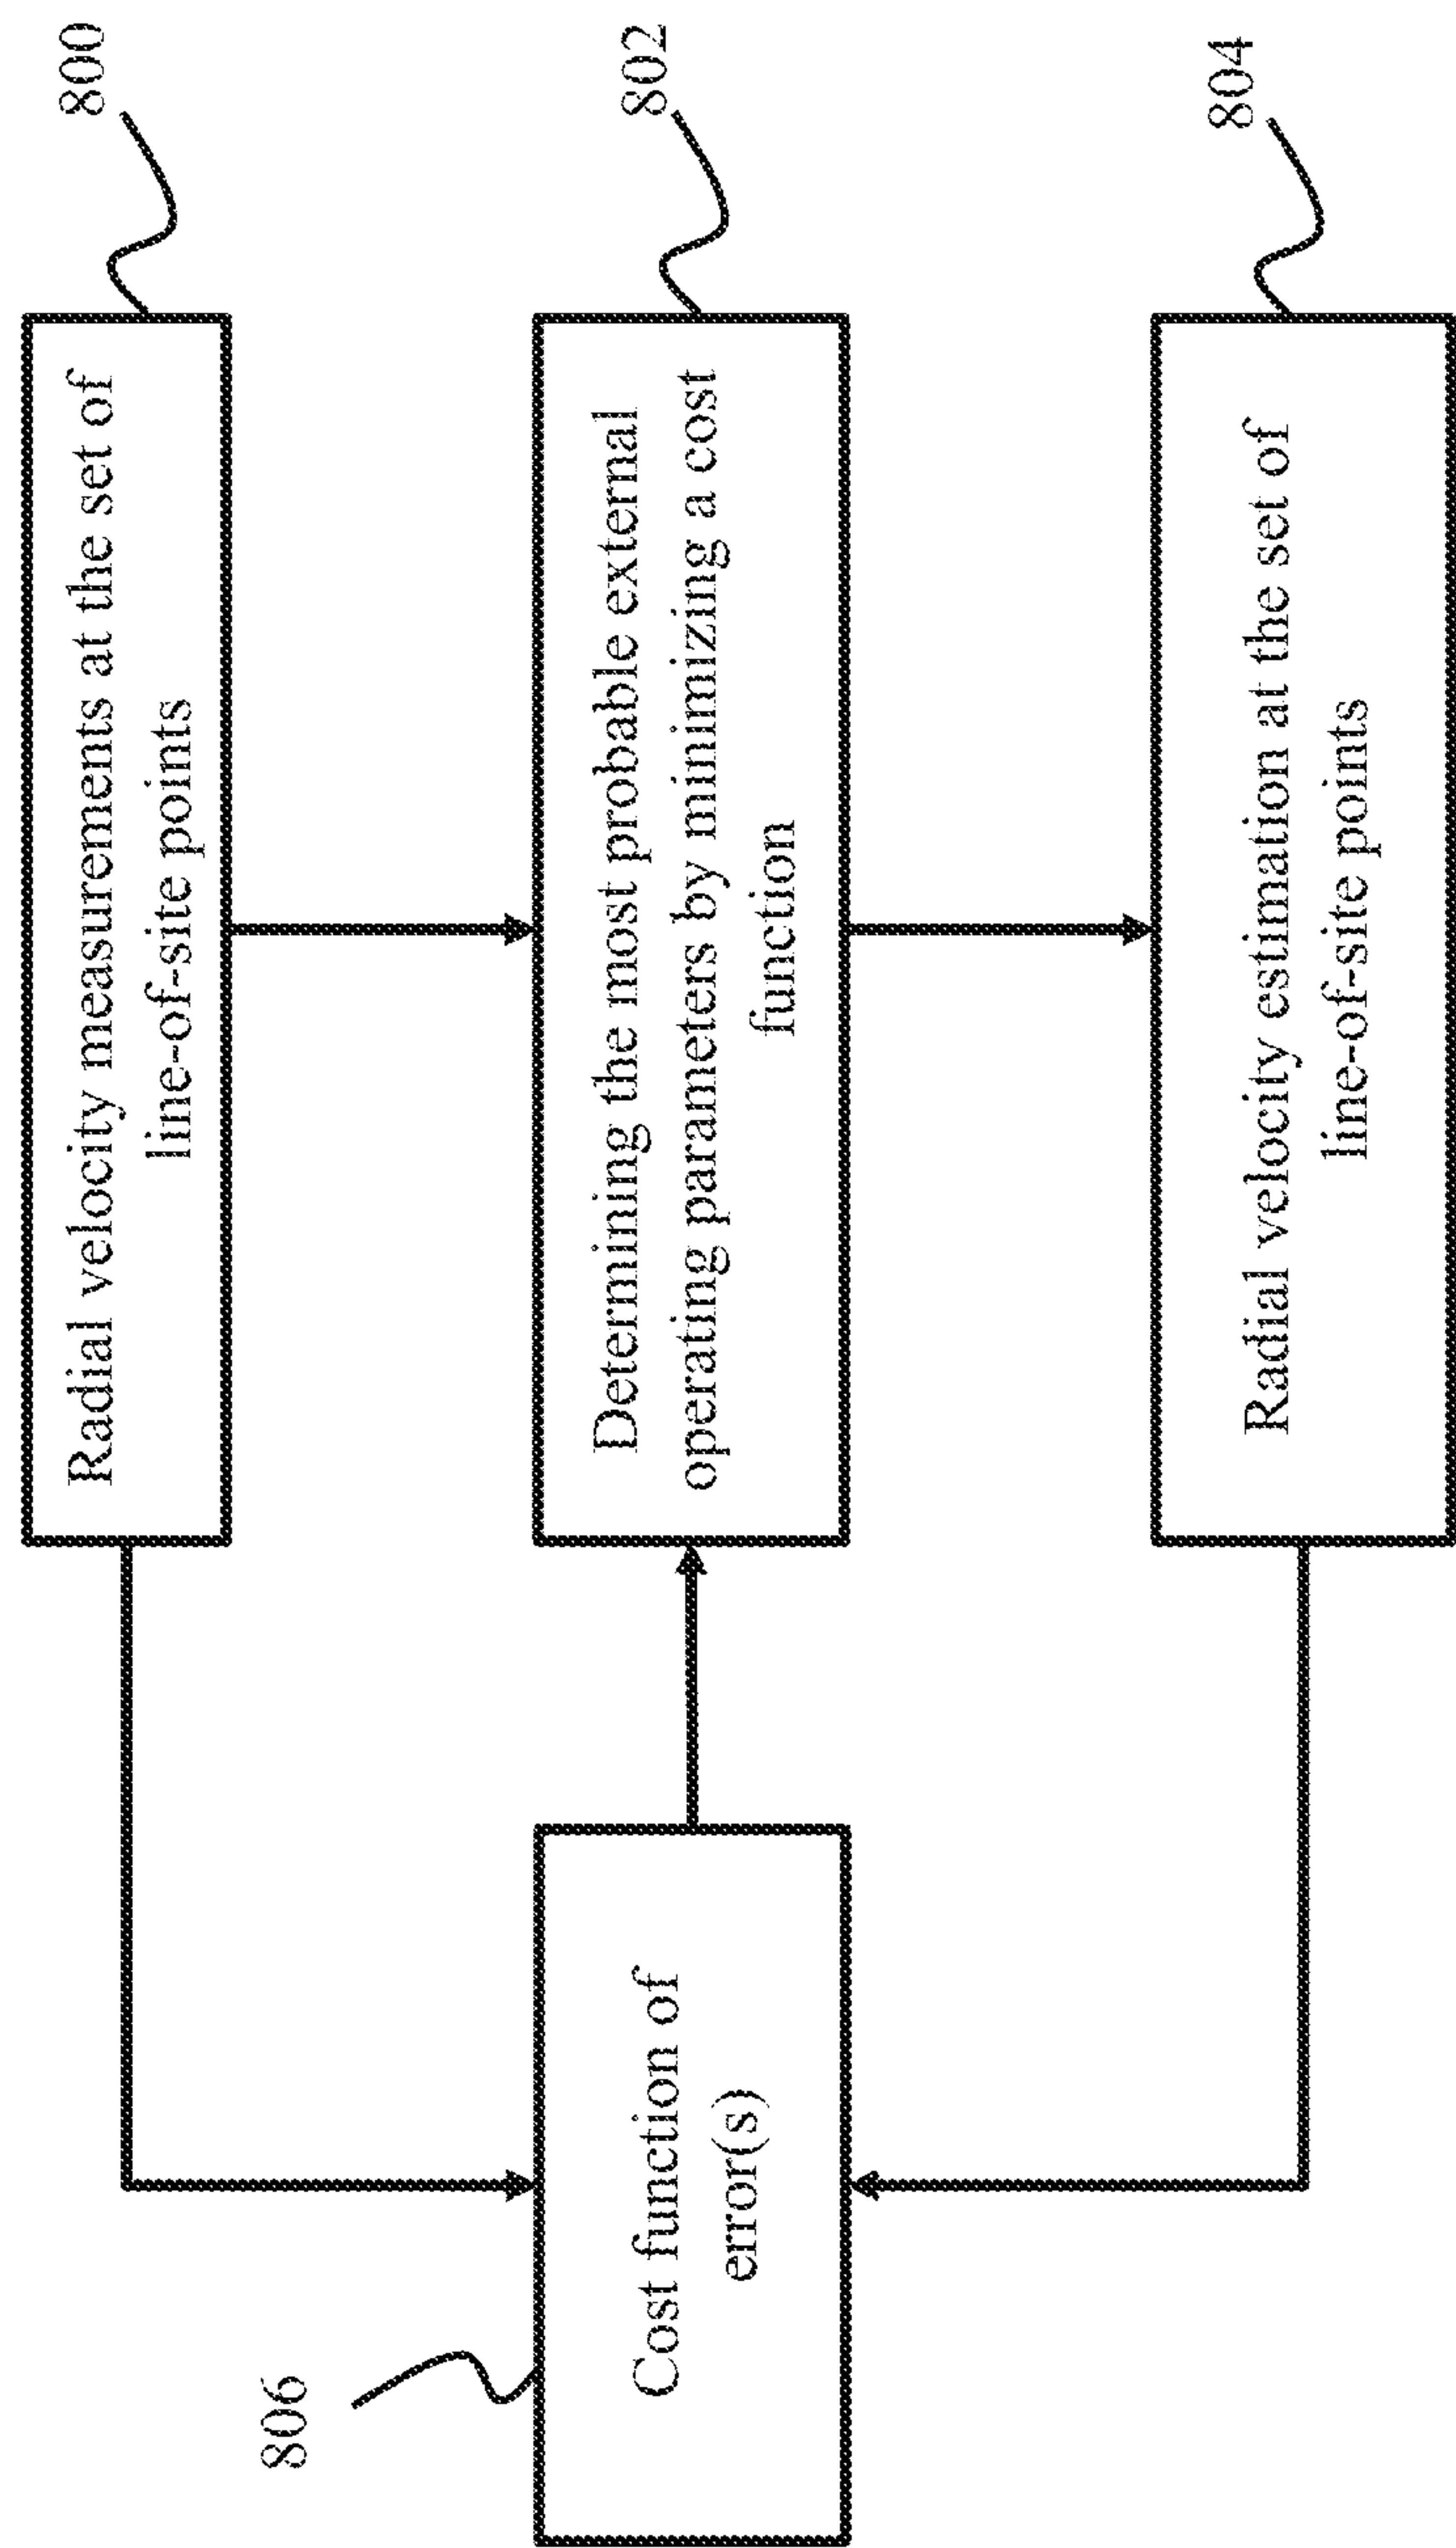 Radial velocity measurements at the set of
line-of-site points
800
Determining the most probable external
operating parameters by minimizing a cost
function
802
Radial velocity estimation at the set of
line-of-site points
804
806
Cost function of
error(s)